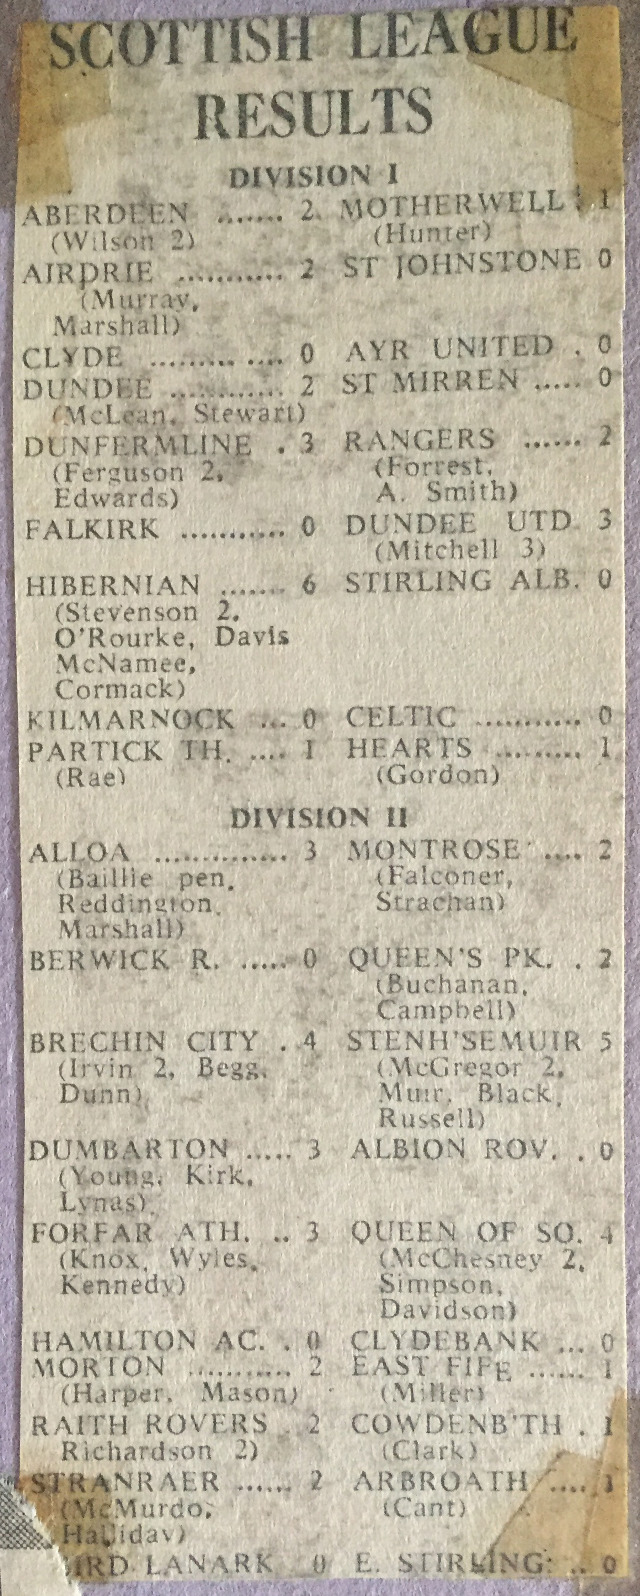 SCOTTISH LEAGUE
RESULTS
DIVISION I
ABERDEEN ....... 2 MOTHERWELL : 1
(Wilson 2) (Hunter)
AIRDRIE ........... 2 ST JOHNSTONE 0
(Murray,
Marshall)
CLYDE ......... .... 0 AYR UNITED . 0
DUNDEE ............ 2 ST MIRREN ..... 0
(McLean, Stewart)
DUNFERMLINE . 3 RANGERS ...... 2
(Ferguson 2, (Forrest,
Edwards) A. Smith)
FALKIRK ........... 0 DUNDEE UTD 3
(Mitchell 3)
HIBERNIAN ....... 6 STIRLING ALB. 0
(Stevenson 2,
O'Rourke, Davis
McNamee,
Cormack)
KILMARNOCK ... 0 CELTIC ........... 0
PARTICK TH. .... 1 HEARTS ......... 1
(Rae) (Gordon)
DIVISION II
ALLOA .............. 3 MONTROSE .... 2
(Baillie pen, (Falconer,
Reddington, Strachan)
Marshall)
BERWICK R. ..... 0 QUEEN'S PK. . 2
(Buchanan,
Campbell)
BRECHIN CITY . 4 STENH'SEMUIR 5
(Irvin 2, Begg, (McGregor 2,
Dunn) Muir, Black,
Russell)
DUMBARTON ..... 3 ALBION ROV. . 0
(Young, Kirk,
Lynas)
FORFAR ATH. .. 3 QUEEN OF SO. 4
(Knox, Wyles, (McChesney 2,
Kennedy) Simpson,
Davidson)
HAMILTON AC. . 0 CLYDEBANK ... 0
MORTON ........... 2 EAST FIFE ...... 1
(Harper, Mason) (Miller)
RAITH ROVERS . 2 COWDENB'TH . 1
Richardson 2) (Clark)
STRANRAER ...... 2 ARBROATH .... 1
(McMurdo, (Cant)
Halliday)
IRD LANARK 0 E. STIRLING .. 0